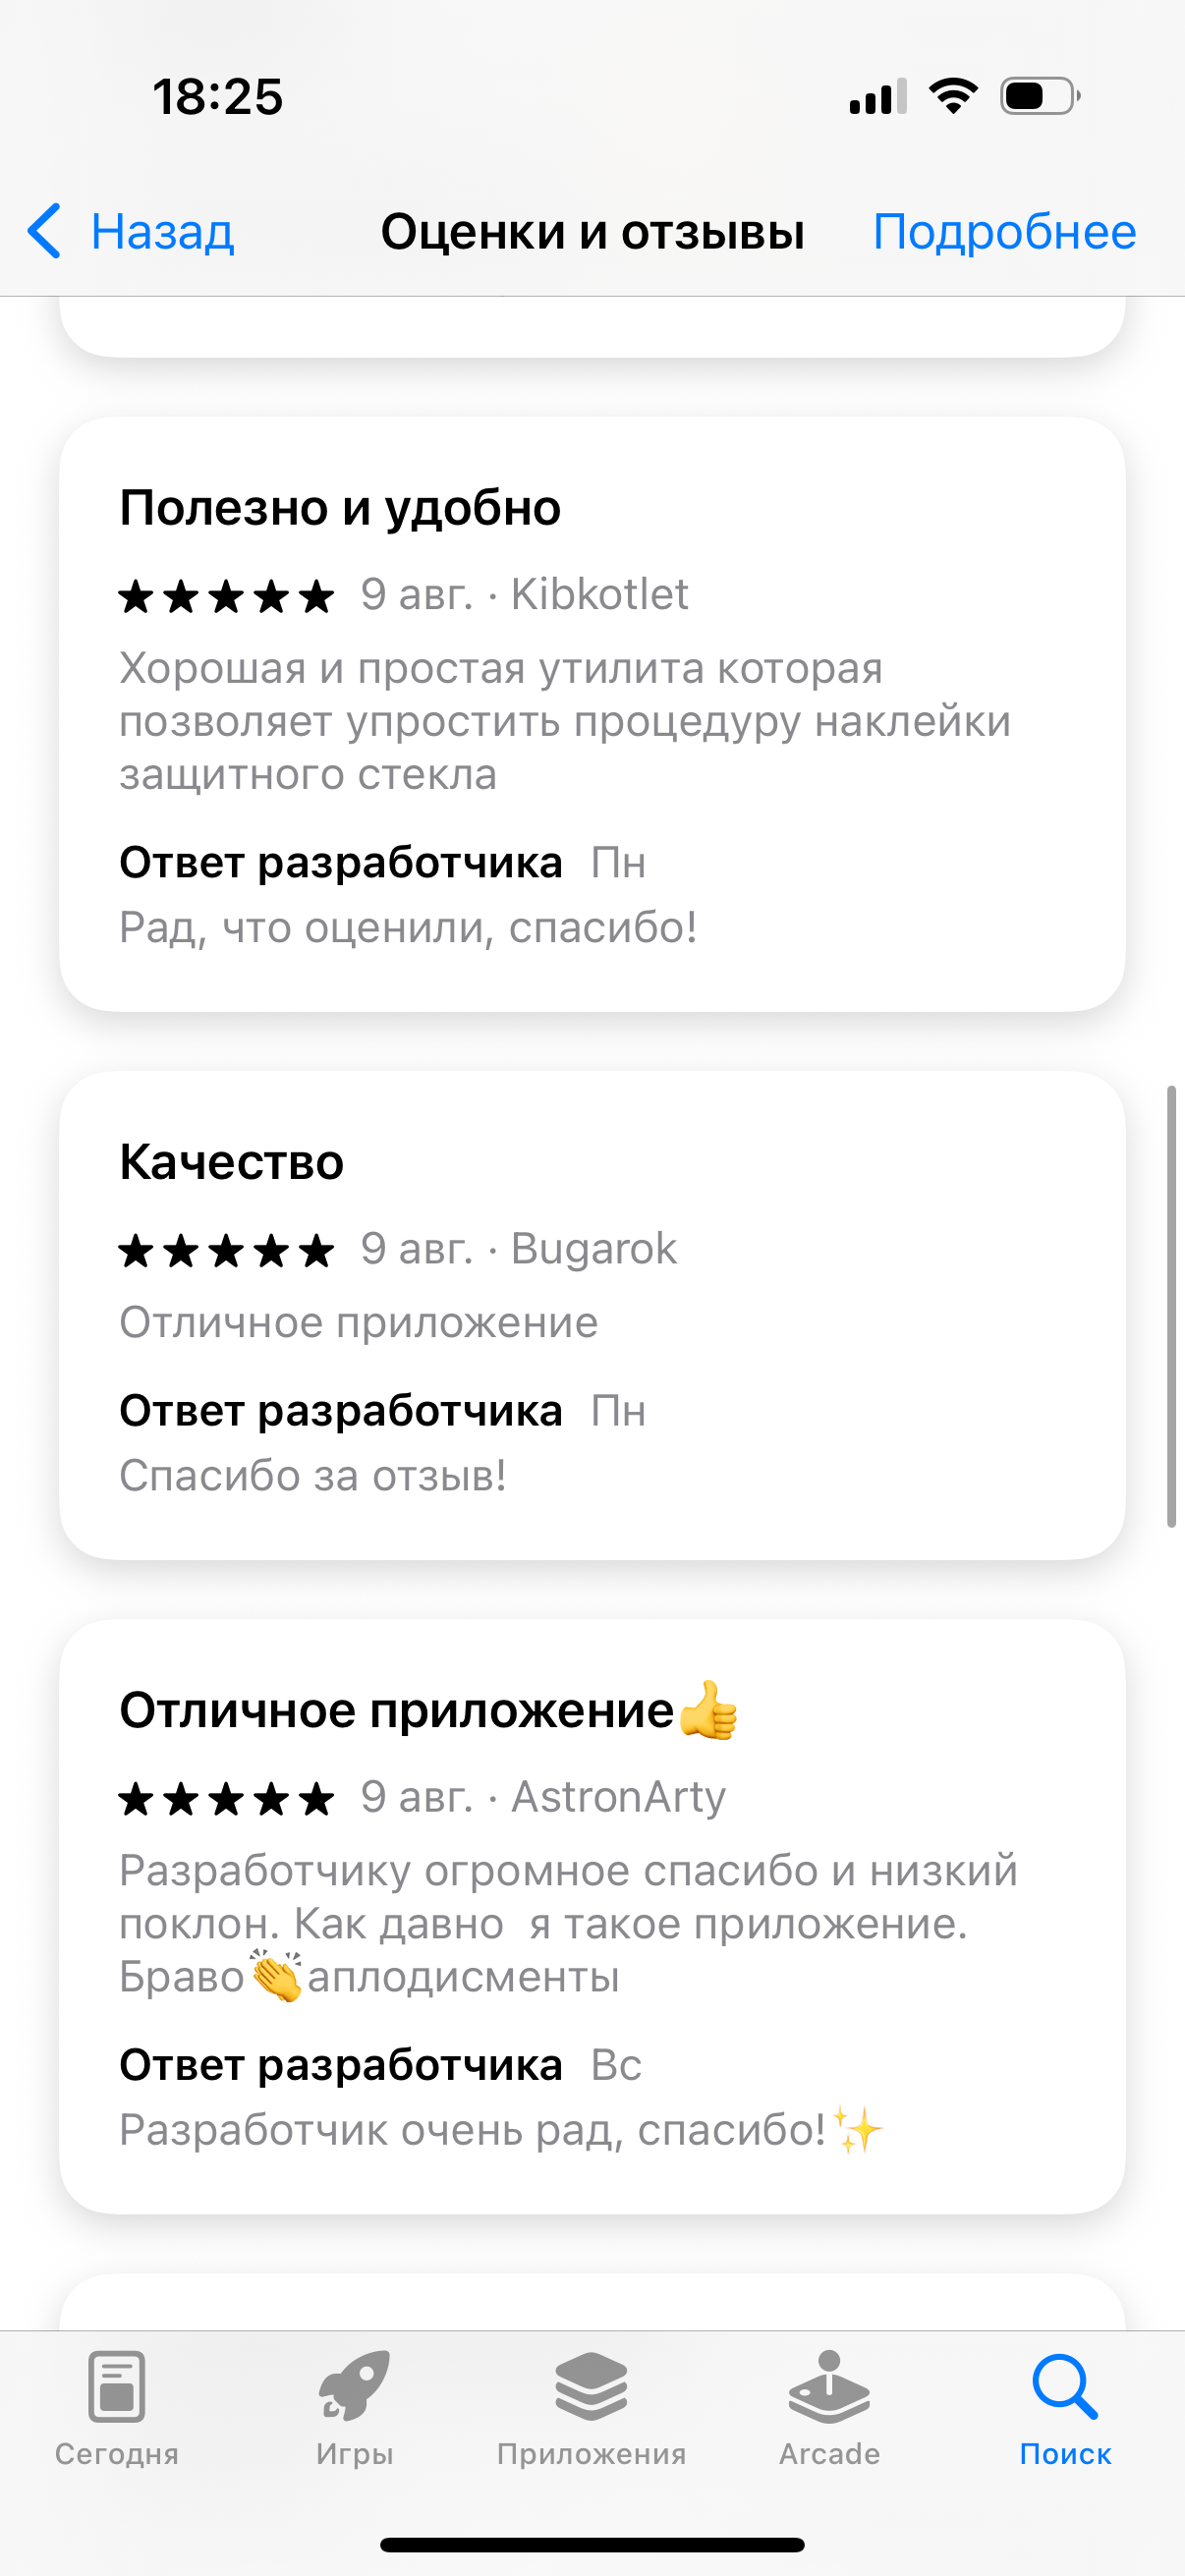 18:25
Назад
Оценки и отзывы
Подробнее
Полезно и удобно
★★★★★ 9 авг. · Kibkotlet
Хорошая и простая утилита которая
позволяет упростить процедуру наклейки
защитного стекла
Ответ разработчика Пн
Рад, что оценили, спасибо!
Качество
★★★★★ 9 авг. · Bugarok
Отличное приложение
Ответ разработчика Пн
Спасибо за отзыв!
Отличное приложение👍
★★★★★ 9 авг. · AstronArty
Разработчику огромное спасибо и низкий
поклон. Как давно  я такое приложение.
Браво👏аплодисменты
Ответ разработчика Вс
Разработчик очень рад, спасибо!✨
Сегодня
Игры
Приложения
Arcade
Поиск